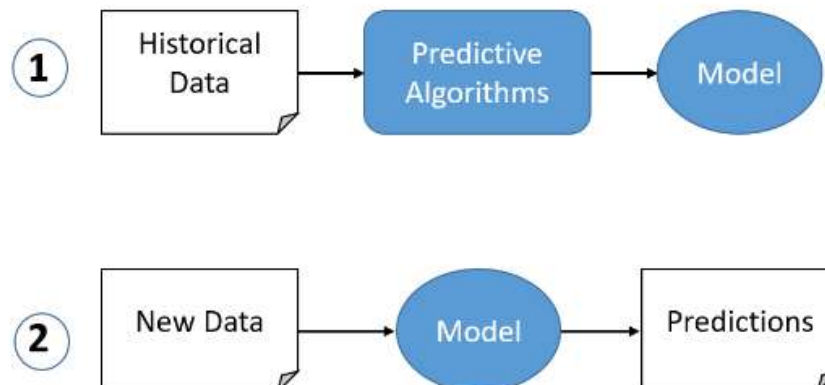 1
Historical
Data
Predictive
Algorithms
Model
2
New Data
Model
Predictions